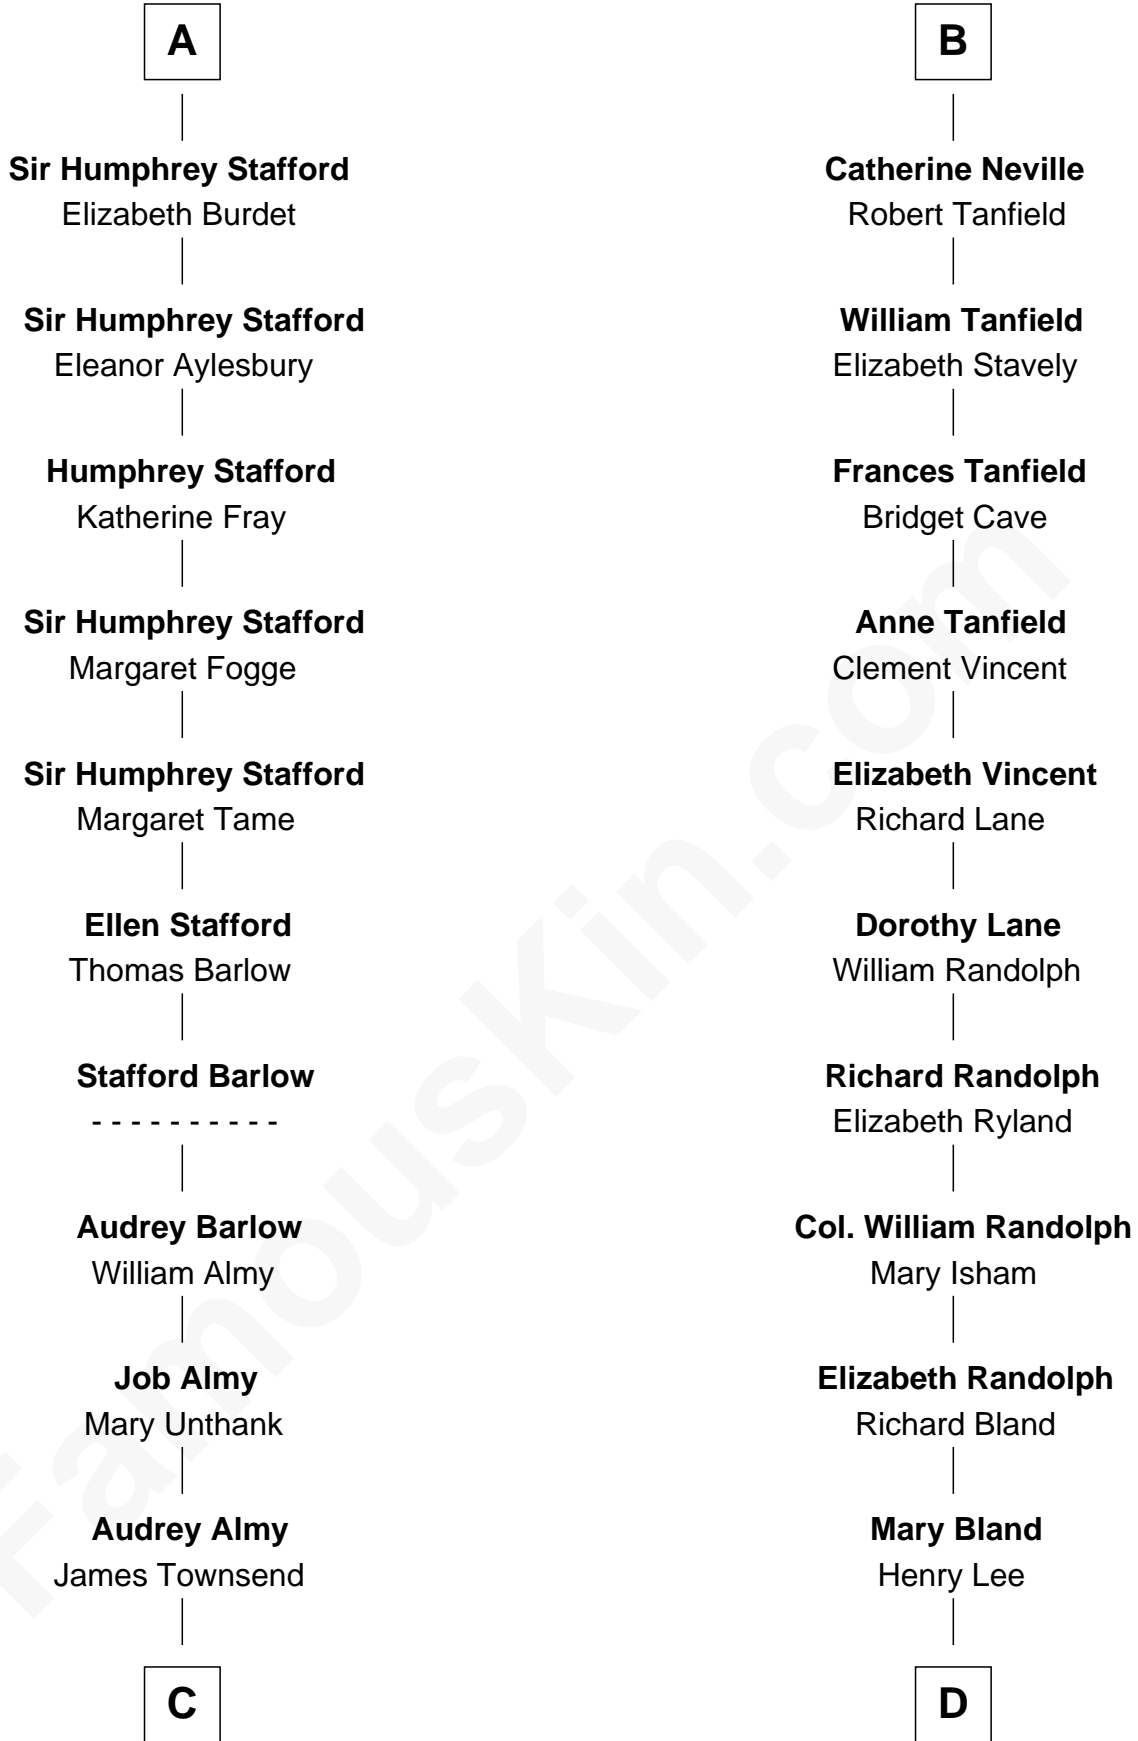 A
Sir Humphrey Stafford
Elizabeth Burdet
Sir Humphrey Stafford
Eleanor Aylesbury
Humphrey Stafford
Katherine Fray
Sir Humphrey Stafford
Margaret Fogge
Sir Humphrey Stafford
Margaret Tame
Ellen Stafford
Thomas Barlow
Stafford Barlow
- - - - - - - - - -
Audrey Barlow
William Almy
Job Almy
Mary Unthank
Audrey Almy
James Townsend
C
B
Catherine Neville
Robert Tanfield
William Tanfield
Elizabeth Stavely
Frances Tanfield
Bridget Cave
Anne Tanfield
Clement Vincent
Elizabeth Vincent
Richard Lane
Dorothy Lane
William Randolph
Richard Randolph
Elizabeth Ryland
Col. William Randolph
Mary Isham
Elizabeth Randolph
Richard Bland
Mary Bland
Henry Lee
D
FamousKin.com